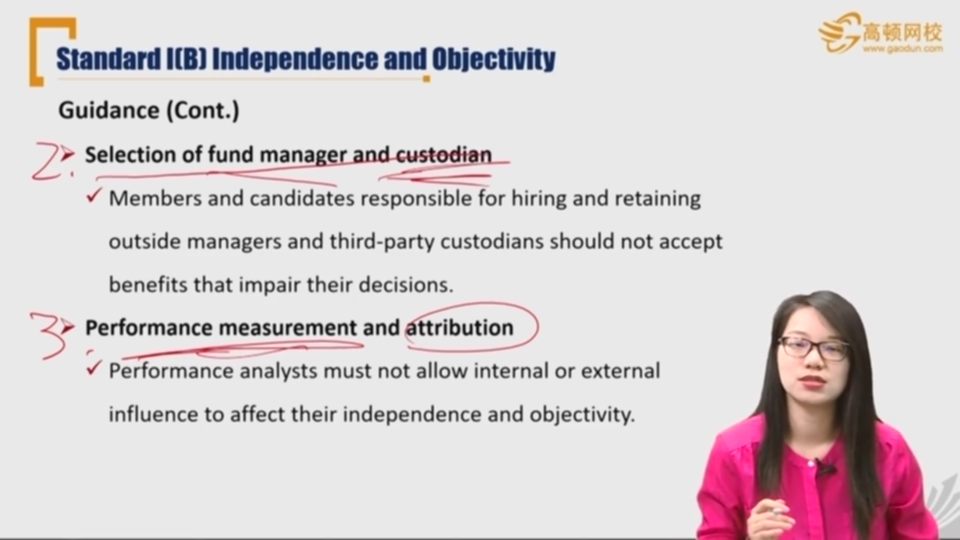 Standard I(B) Independence and Objectivity
高顿网校
www.gaodun.com
Guidance (Cont.)
2. Selection of fund manager and custodian
Members and candidates responsible for hiring and retaining
outside managers and third-party custodians should not accept
benefits that impair their decisions.
3. Performance measurement and attribution
Performance analysts must not allow internal or external
influence to affect their independence and objectivity.